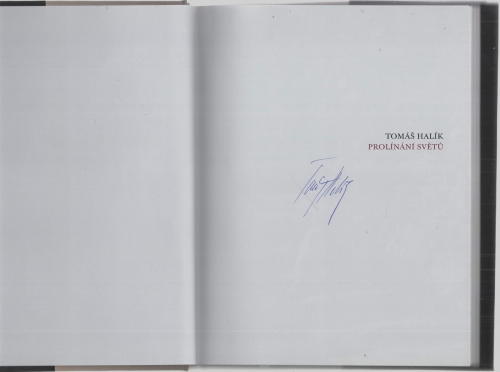 TOMÁŠ HALÍK
PROLÍNÁNÍ SVĚTŮ